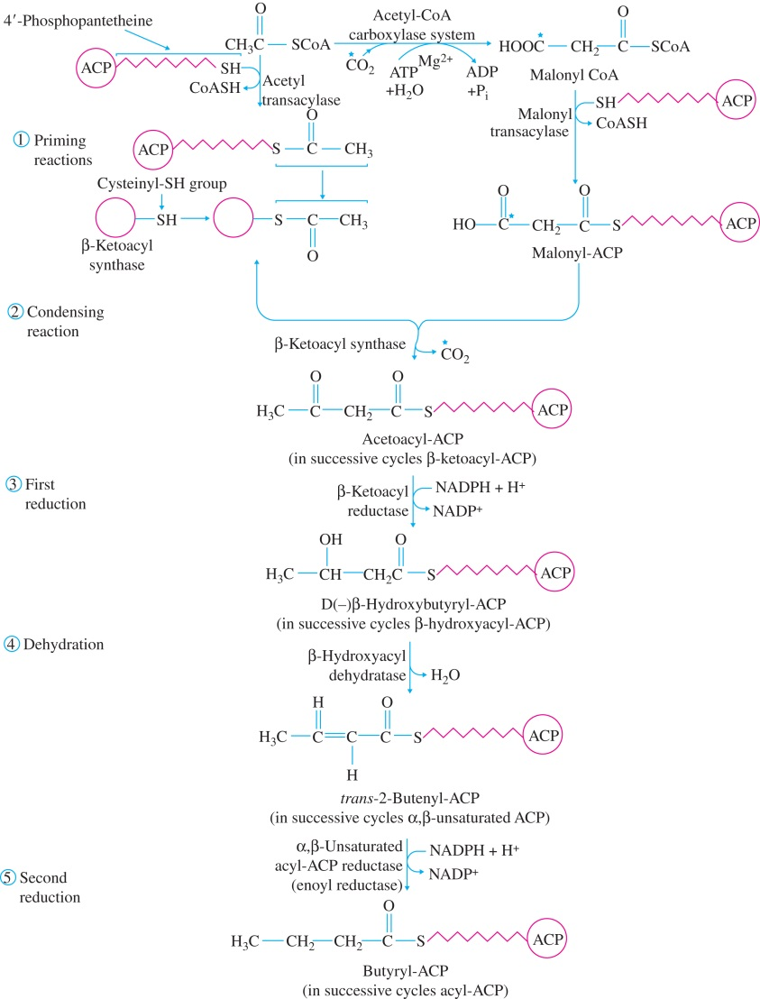 4′-Phosphopantetheine
O
CH₃C — SCoA
Acetyl-CoA
carboxylase system
*CO₂
ATP
+H₂O
Mg²⁺
ADP
+Pᵢ
O
HOOC* — CH₂ — C — SCoA
Malonyl CoA
ACP SH
CoASH
Acetyl
transacylase
Malonyl
transacylase
SH ACP
CoASH
① Priming
reactions
O
ACP S — C — CH₃
Cysteinyl-SH group
SH
β-Ketoacyl
synthase
S — C — CH₃
O
O O
HO — C* — CH₂ — C — S ACP
Malonyl-ACP
② Condensing
reaction
β-Ketoacyl synthase
*CO₂
O O
H₃C — C — CH₂ — C — S ACP
Acetoacyl-ACP
(in successive cycles β-ketoacyl-ACP)
③ First
reduction
β-Ketoacyl
reductase
NADPH + H⁺
NADP⁺
OH O
H₃C — CH — CH₂C — S ACP
D(–)β-Hydroxybutyryl-ACP
(in successive cycles β-hydroxyacyl-ACP)
④ Dehydration
β-Hydroxyacyl
dehydratase
H₂O
H O
H₃C — C = C — C — S ACP
H
trans-2-Butenyl-ACP
(in successive cycles α,β-unsaturated ACP)
⑤ Second
reduction
α,β-Unsaturated
acyl-ACP reductase
(enoyl reductase)
NADPH + H⁺
NADP⁺
O
H₃C — CH₂ — CH₂ — C — S ACP
Butyryl-ACP
(in successive cycles acyl-ACP)